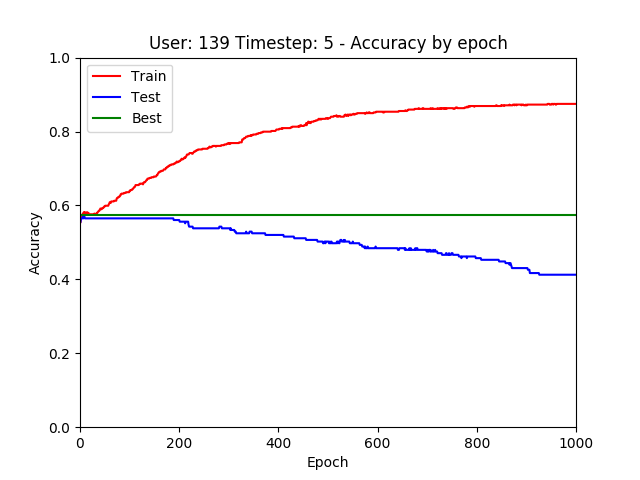 User: 139 Timestep: 5 - Accuracy by epoch
1.0
0.8
0.6
0.4
0.2
0.0
Accuracy
Train
Test
Best
0 200 400 600 800 1000
Epoch